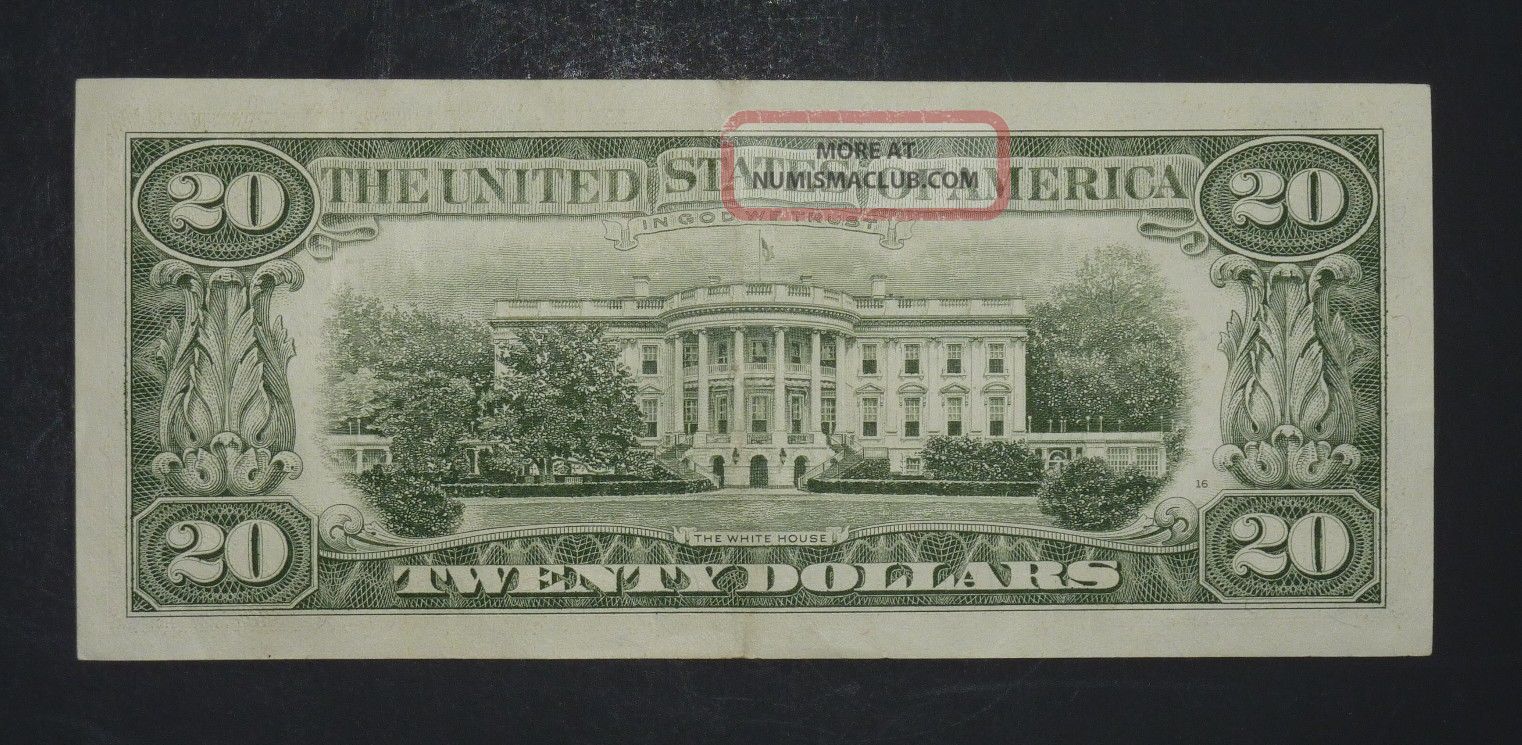 20 THE UNITED STATES OF AMERICA 20
MORE AT
NUMISMACLUB.COM
IN GOD WE TRUST
16
THE WHITE HOUSE
20 TWENTY DOLLARS 20